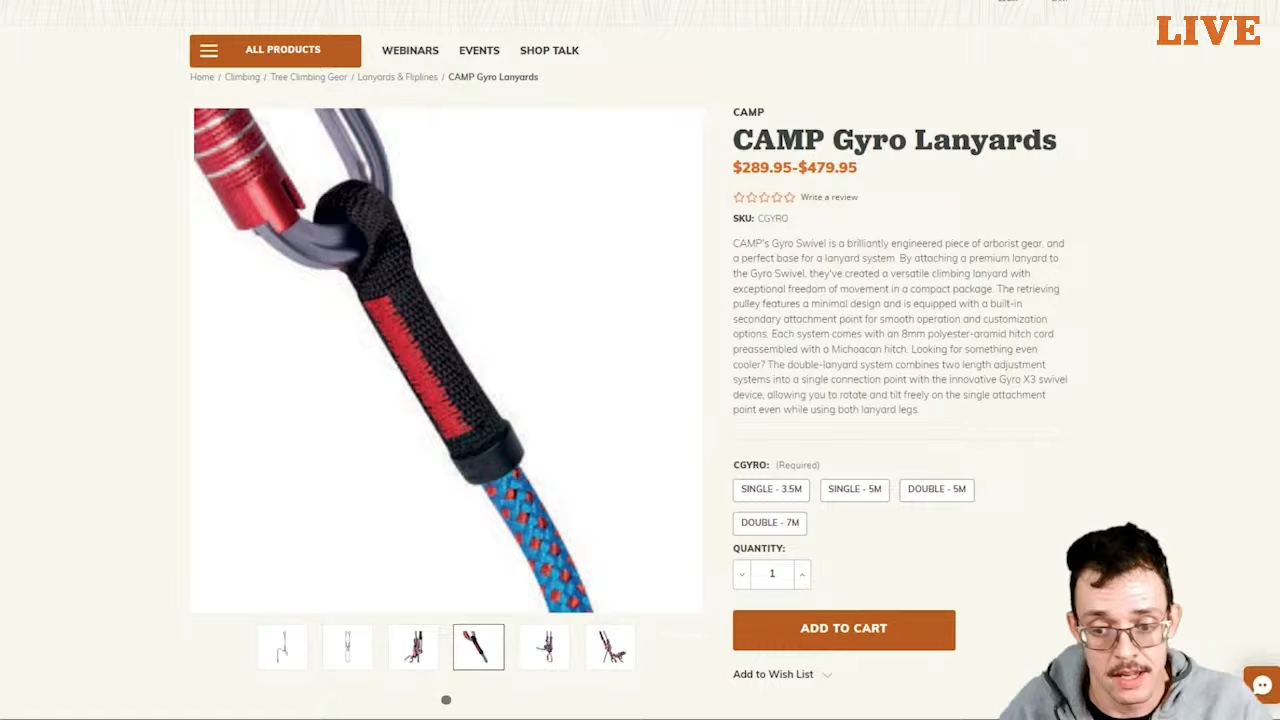 LIVE
ALL PRODUCTS
WEBINARS
EVENTS
SHOP TALK
Home / Climbing / Tree Climbing Gear / Lanyards & Fliplines / CAMP Gyro Lanyards
CAMP
CAMP Gyro Lanyards
$289.95-$479.95
Write a review
SKU: CGYRO
CAMP's Gyro Swivel is a brilliantly engineered piece of arborist gear, and
a perfect base for a lanyard system. By attaching a premium lanyard to
the Gyro Swivel, they've created a versatile climbing lanyard with
exceptional freedom of movement in a compact package. The retrieving
pulley features a minimal design and is equipped with a built-in
secondary attachment point for smooth operation and customization
options. Each system comes with an 8mm polyester-aramid hitch cord
preassembled with a Michoacan hitch. Looking for something even
cooler? The double-lanyard system combines two length adjustment
systems into a single connection point with the innovative Gyro X3 swivel
device, allowing you to rotate and tilt freely on the single attachment
point even while using both lanyard legs.
CGYRO: (Required)
SINGLE - 3.5M
SINGLE - 5M
DOUBLE - 5M
DOUBLE - 7M
QUANTITY:
1
ADD TO CART
Add to Wish List